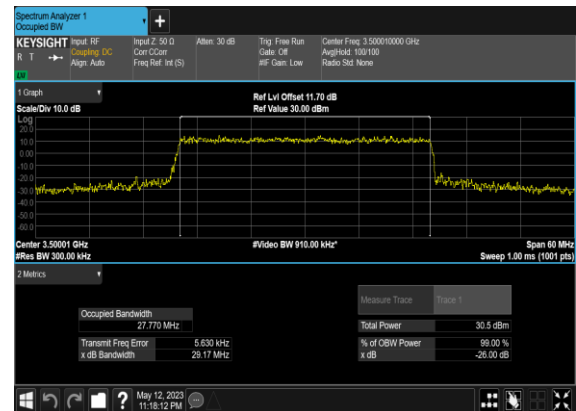 Spectrum Analyzer 1
Occupied BW
+
KEYSIGHT Input: RF Input Z: 50 Ω Atten: 30 dB Trig: Free Run Center Freq: 3.500010000 GHz
R T Coupling: DC Corr CCorr Gate: Off Avg|Hold: 100/100
Align: Auto Freq Ref: Int (S) #IF Gain: Low Radio Std: None
LXI
1 Graph
Ref Lvl Offset 11.70 dB
Scale/Div 10.0 dB Ref Value 30.00 dBm
Log
20.0
10.0
0.00
-10.0
-20.0
-30.0
-40.0
-50.0
-60.0
Center 3.50001 GHz #Video BW 910.00 kHz* Span 60 MHz
#Res BW 300.00 kHz Sweep 1.00 ms (1001 pts)
2 Metrics
Measure Trace Trace 1
Occupied Bandwidth
27.770 MHz Total Power 30.5 dBm
Transmit Freq Error 5.630 kHz % of OBW Power 99.00 %
x dB Bandwidth 29.17 MHz x dB -26.00 dB
? May 12, 2023
11:18:12 PM